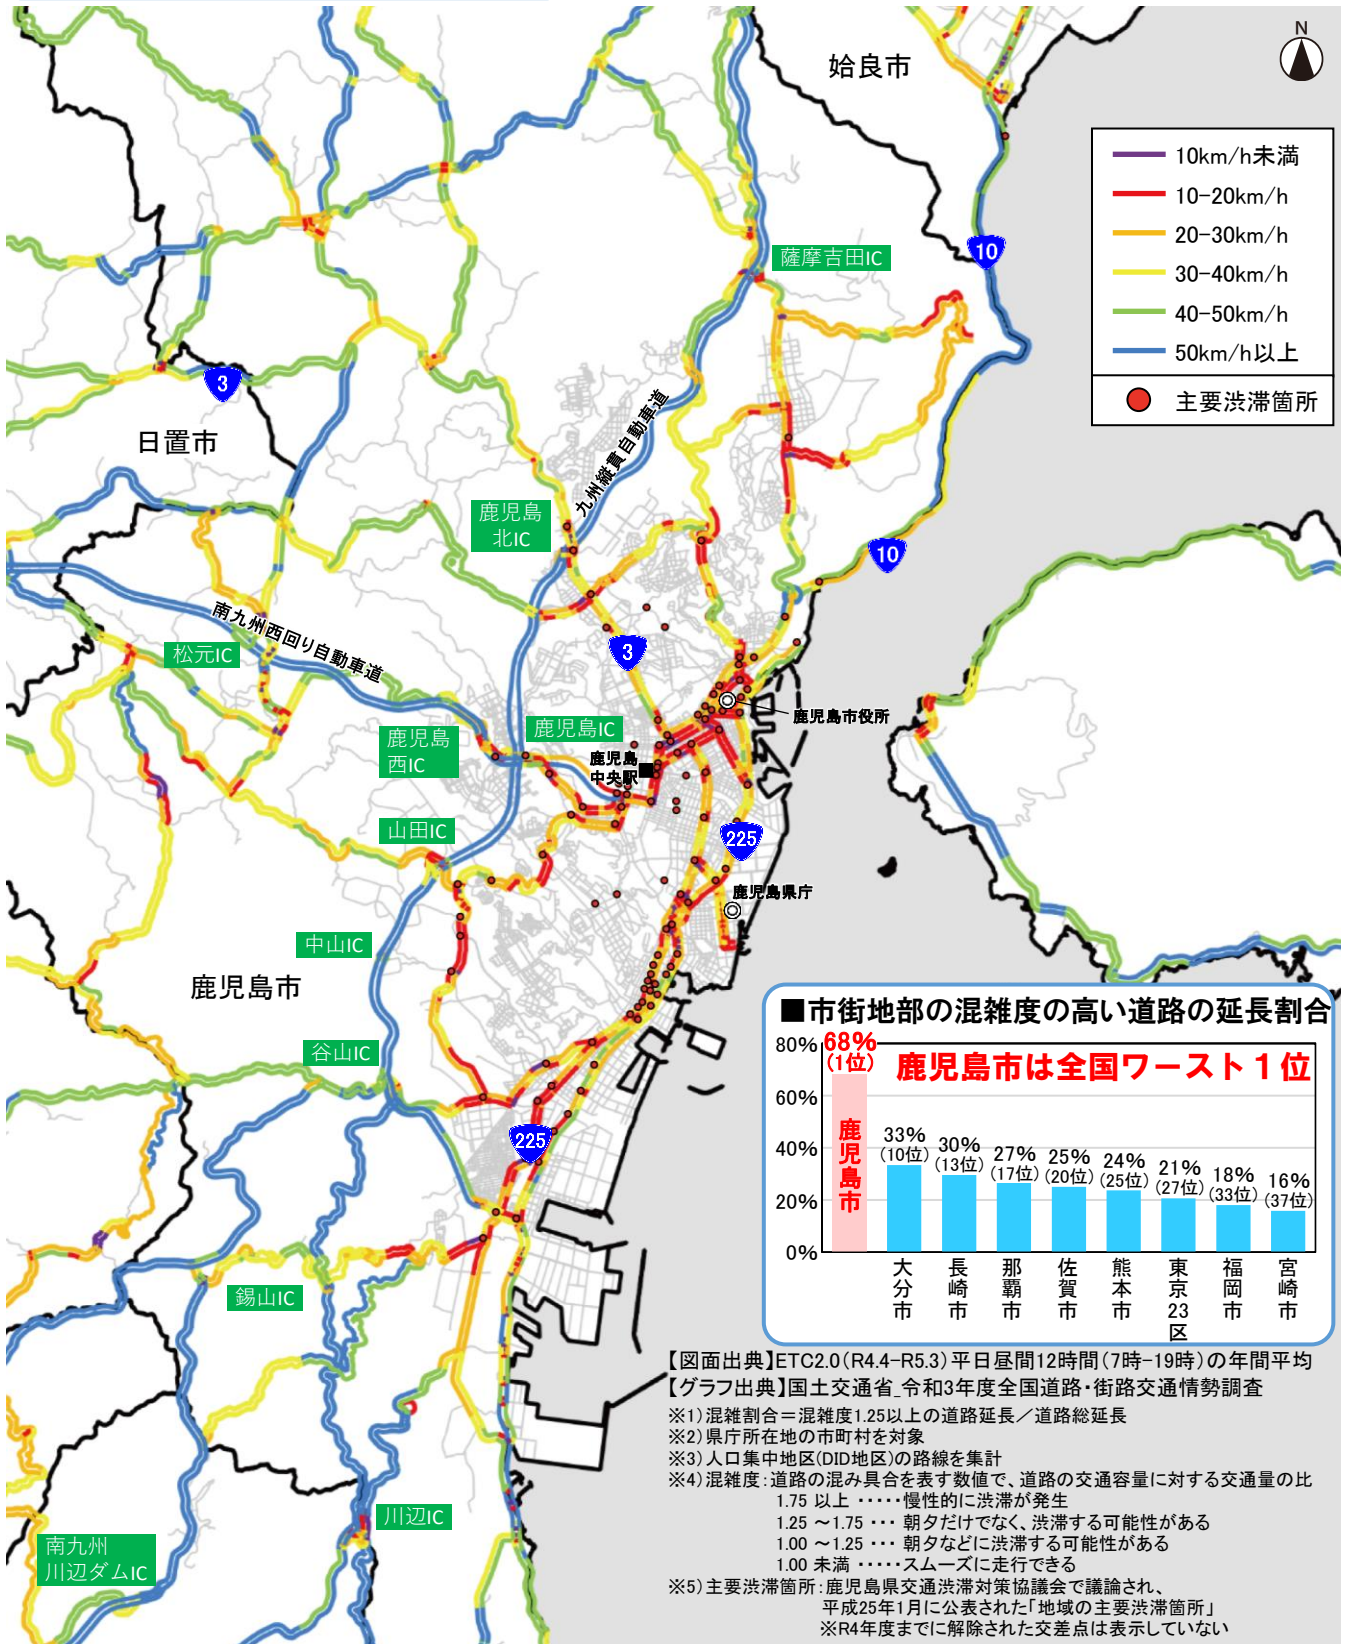 N
姶良市
10km/h未満
10-20km/h
20-30km/h
30-40km/h
40-50km/h
50km/h以上
主要渋滞箇所
10
薩摩吉田IC
3
日置市
九州縦貫自動車道
鹿児島
北IC
10
南九州西回り自動車道
松元IC
3
鹿児島市役所
鹿児島IC
鹿児島
西IC
鹿児島
中央駅
山田IC
225
鹿児島県庁
中山IC
鹿児島市
谷山IC
225
錫山IC
川辺IC
南九州
川辺ダムIC
■市街地部の混雑度の高い道路の延長割合
鹿児島市は全国ワースト1位
80%
60%
40%
20%
0%
68%
(1位)
33%
(10位)
30%
(13位)
27%
(17位)
25%
(20位)
24%
(25位)
21%
(27位)
18%
(33位)
16%
(37位)
鹿児島市
大分市
長崎市
那覇市
佐賀市
熊本市
東京23区
福岡市
宮崎市
【図面出典】ETC2.0(R4.4-R5.3)平日昼間12時間(7時-19時)の年間平均
【グラフ出典】国土交通省_令和3年度全国道路・街路交通情勢調査
※1)混雑割合=混雑度1.25以上の道路延長/道路総延長
※2)県庁所在地の市町村を対象
※3)人口集中地区(DID地区)の路線を集計
※4)混雑度:道路の混み具合を表す数値で、道路の交通容量に対する交通量の比
1.75 以上 ・・・・・慢性的に渋滞が発生
1.25 ~1.75 ・・・ 朝夕だけでなく、渋滞する可能性がある
1.00 ~1.25 ・・・ 朝夕などに渋滞する可能性がある
1.00 未満 ・・・・・スムーズに走行できる
※5)主要渋滞箇所:鹿児島県交通渋滞対策協議会で議論され、
平成25年1月に公表された「地域の主要渋滞箇所」
※R4年度までに解除された交差点は表示していない